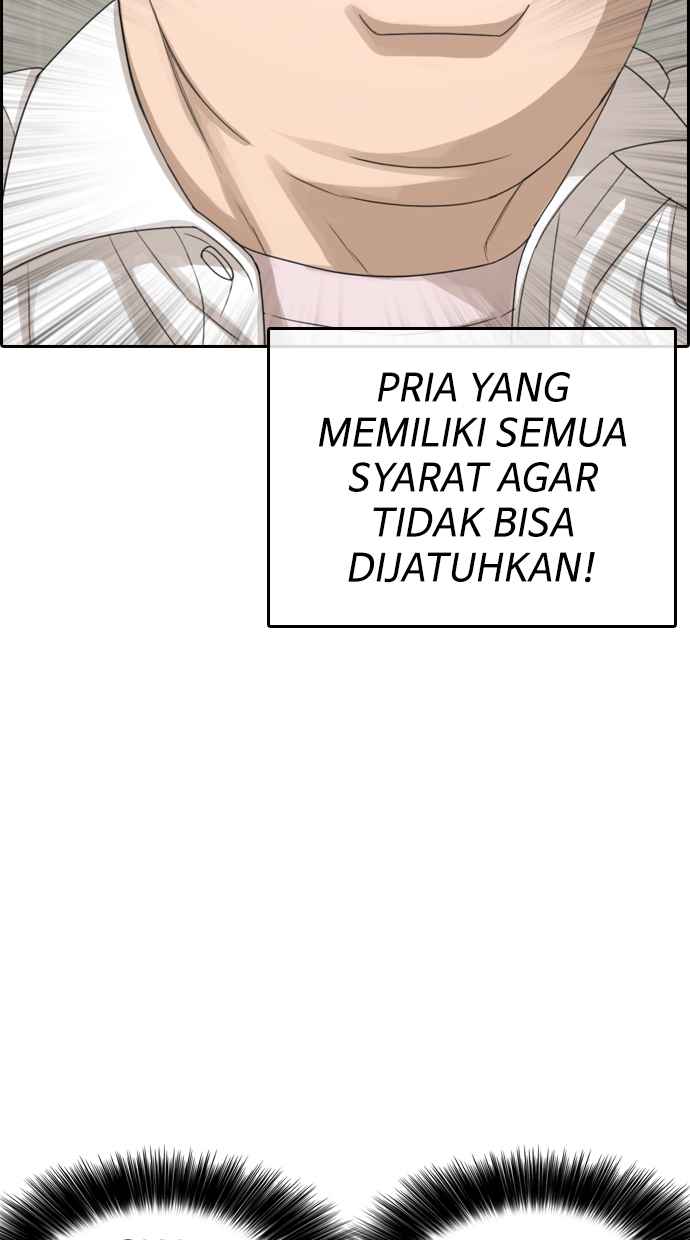 PRIA YANG
MEMILIKI SEMUA
SYARAT AGAR
TIDAK BISA
DIJATUHKAN!